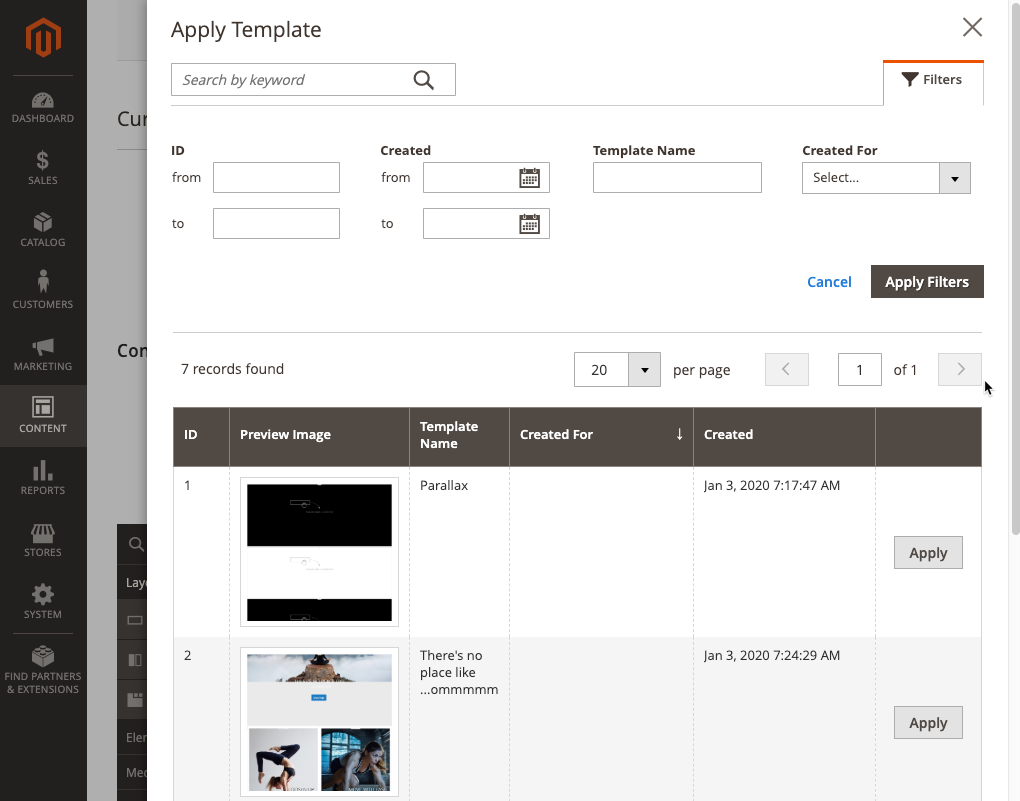 Apply Template
Search by keyword
Filters
ID
from
to
Created
from
to
Template Name
Created For
Select...
Cancel
Apply Filters
7 records found
20 per page
1 of 1
ID Preview Image Template Name Created For ↓ Created
1 Parallax Jan 3, 2020 7:17:47 AM
Apply
2 There's no Jan 3, 2020 7:24:29 AM
place like
...ommmmm
Apply
DASHBOARD
SALES
CATALOG
CUSTOMERS
MARKETING
CONTENT
REPORTS
STORES
SYSTEM
FIND PARTNERS
& EXTENSIONS
Cur
Con
Laye
Eler
Med